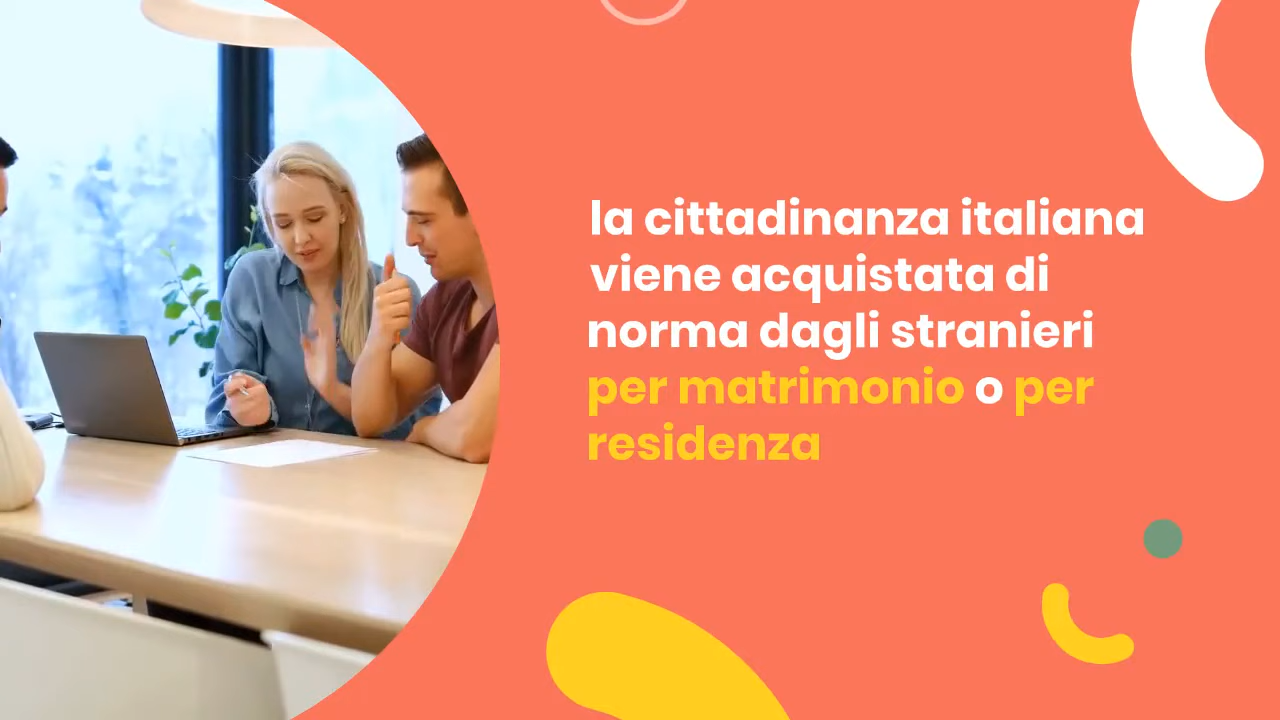 la cittadinanza italiana
viene acquistata di
norma dagli stranieri
per matrimonio o per
residenza